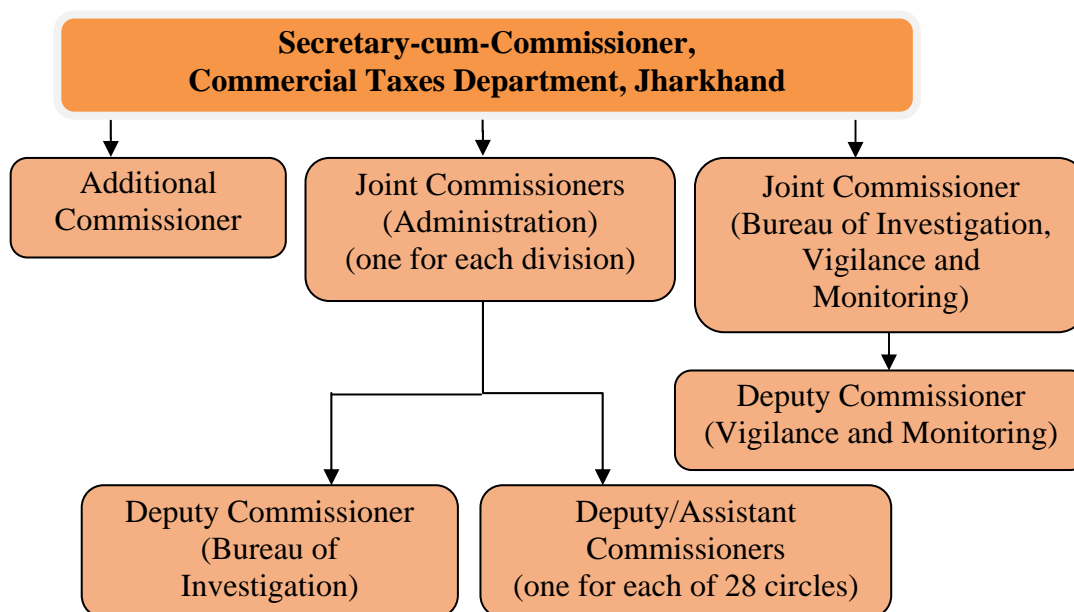 Secretary-cum-Commissioner,
Commercial Taxes Department, Jharkhand
Additional
Commissioner
Joint Commissioners
(Administration)
(one for each division)
Joint Commissioner
(Bureau of Investigation,
Vigilance and
Monitoring)
Deputy Commissioner
(Vigilance and Monitoring)
Deputy Commissioner
(Bureau of
Investigation)
Deputy/Assistant
Commissioners
(one for each of 28 circles)